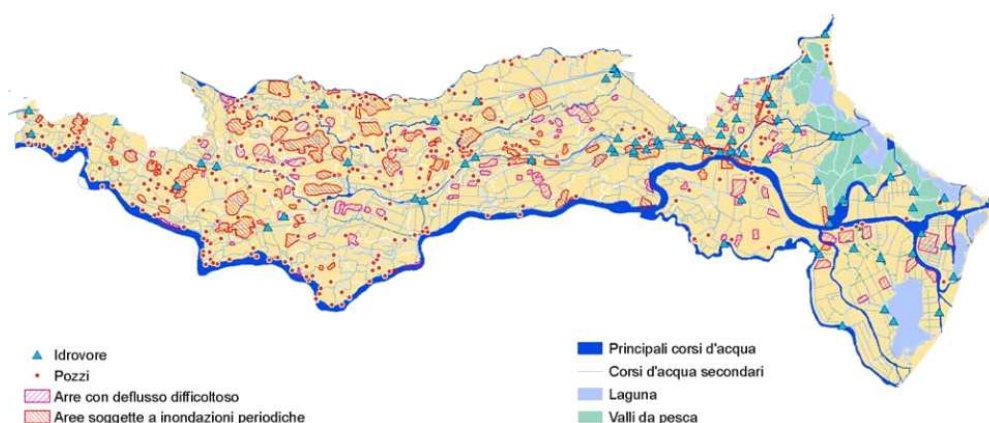 Idrovore
Pozzi
Arre con deflusso difficoltoso
Aree soggette a inondazioni periodiche
Principali corsi d'acqua
Corsi d'acqua secondari
Laguna
Valli da pesca